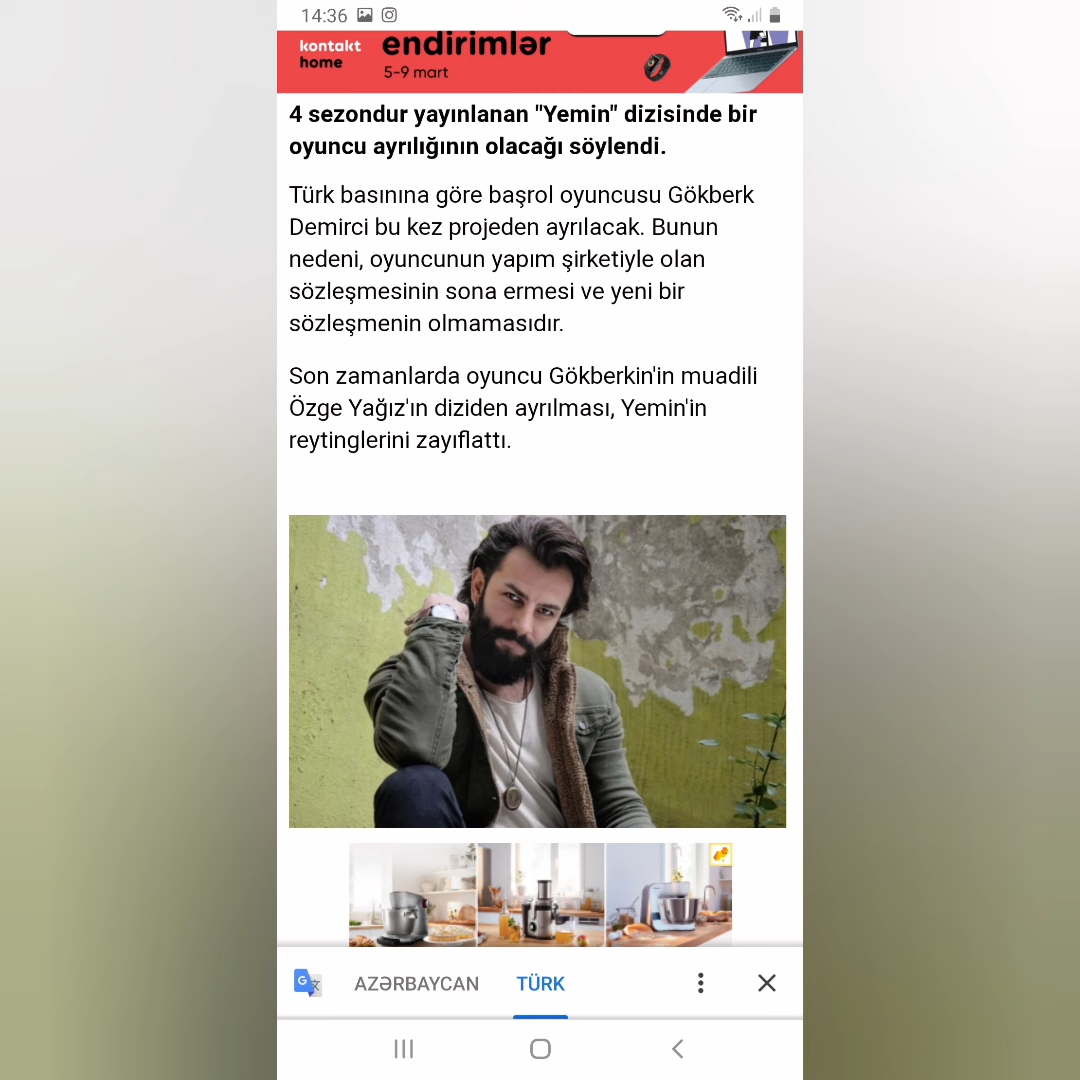 14:36
kontakt
home
endirimlər
5-9 mart
4 sezondur yayınlanan "Yemin" dizisinde bir
oyuncu ayrılığının olacağı söylendi.
Türk basınına göre başrol oyuncusu Gökberk
Demirci bu kez projeden ayrılacak. Bunun
nedeni, oyuncunun yapım şirketiyle olan
sözleşmesinin sona ermesi ve yeni bir
sözleşmenin olmamasıdır.
Son zamanlarda oyuncu Gökberkin'in muadili
Özge Yağız'ın diziden ayrılması, Yemin'in
reytinglerini zayıflattı.
AZƏRBAYCAN
TÜRK